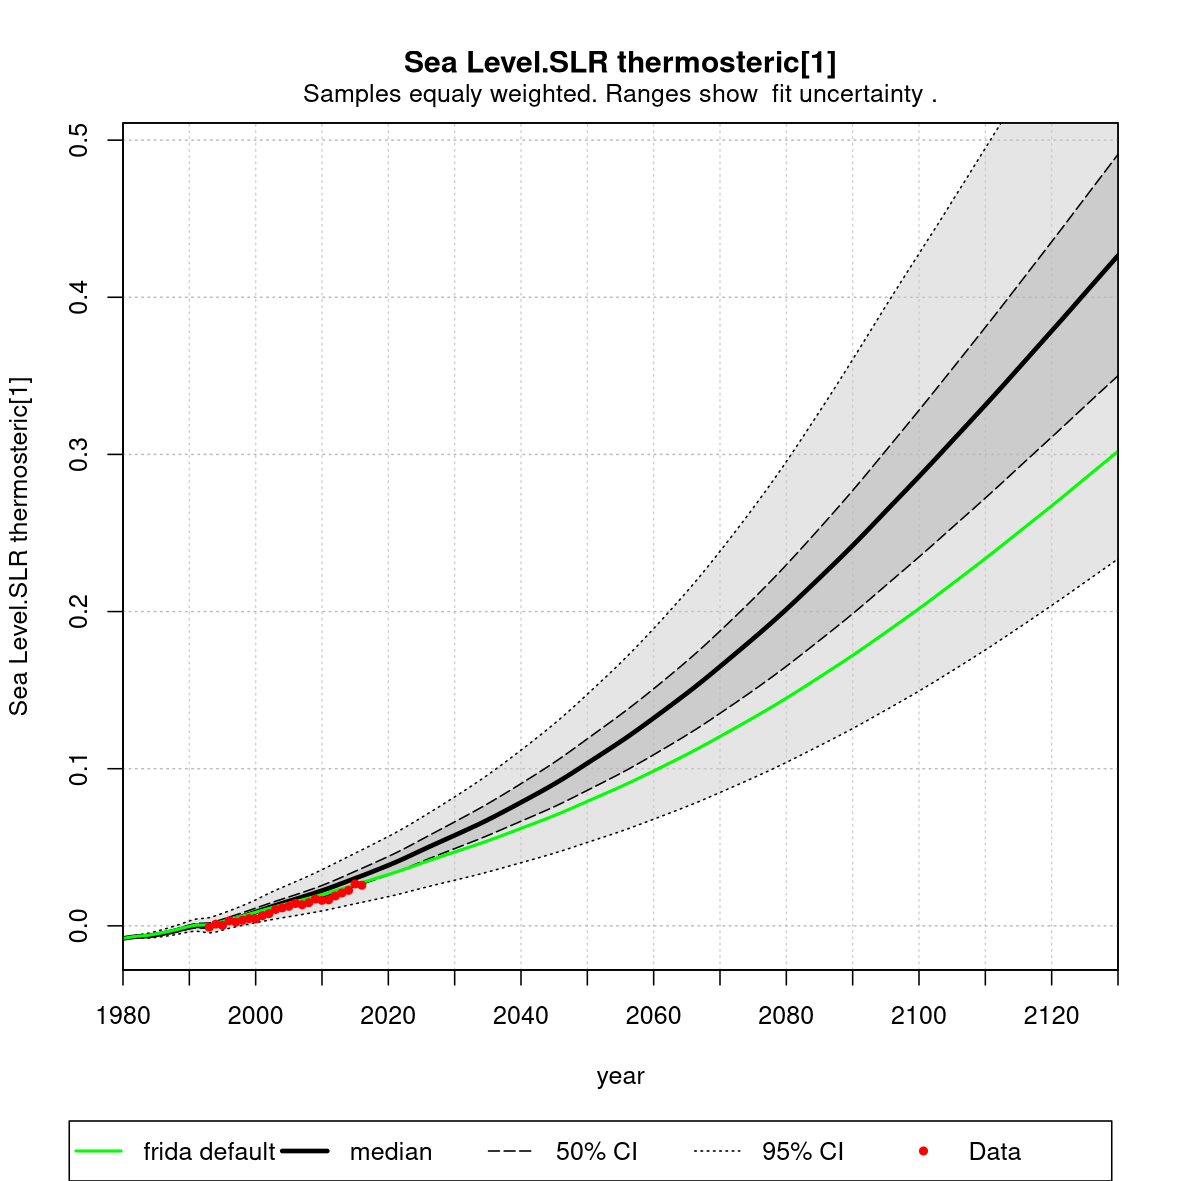 Sea Level.SLR thermosteric[1]
Samples equaly weighted. Ranges show  fit uncertainty .
Sea Level.SLR thermosteric[1]
0.5
0.4
0.3
0.2
0.1
0.0
1980 2000 2020 2040 2060 2080 2100 2120
year
frida default median 50% CI 95% CI Data